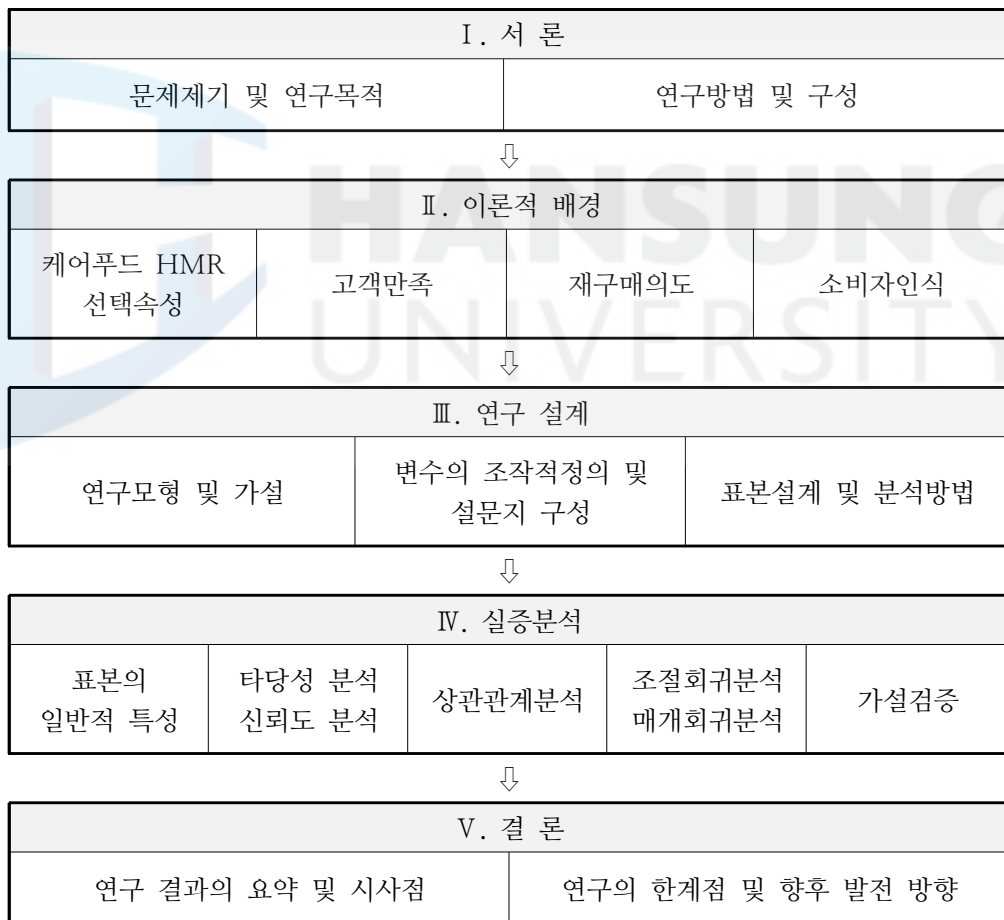 Ⅰ. 서 론
문제제기 및 연구목적
연구방법 및 구성
⇩
Ⅱ. 이론적 배경
케어푸드 HMR
선택속성
고객만족
재구매의도
소비자인식
⇩
Ⅲ. 연구 설계
연구모형 및 가설
변수의 조작적정의 및
설문지 구성
표본설계 및 분석방법
⇩
Ⅳ. 실증분석
표본의
일반적 특성
타당성 분석
신뢰도 분석
상관관계분석
조절회귀분석
매개회귀분석
가설검증
⇩
Ⅴ. 결 론
연구 결과의 요약 및 시사점
연구의 한계점 및 향후 발전 방향
HANSUNG
UNIVERSITY